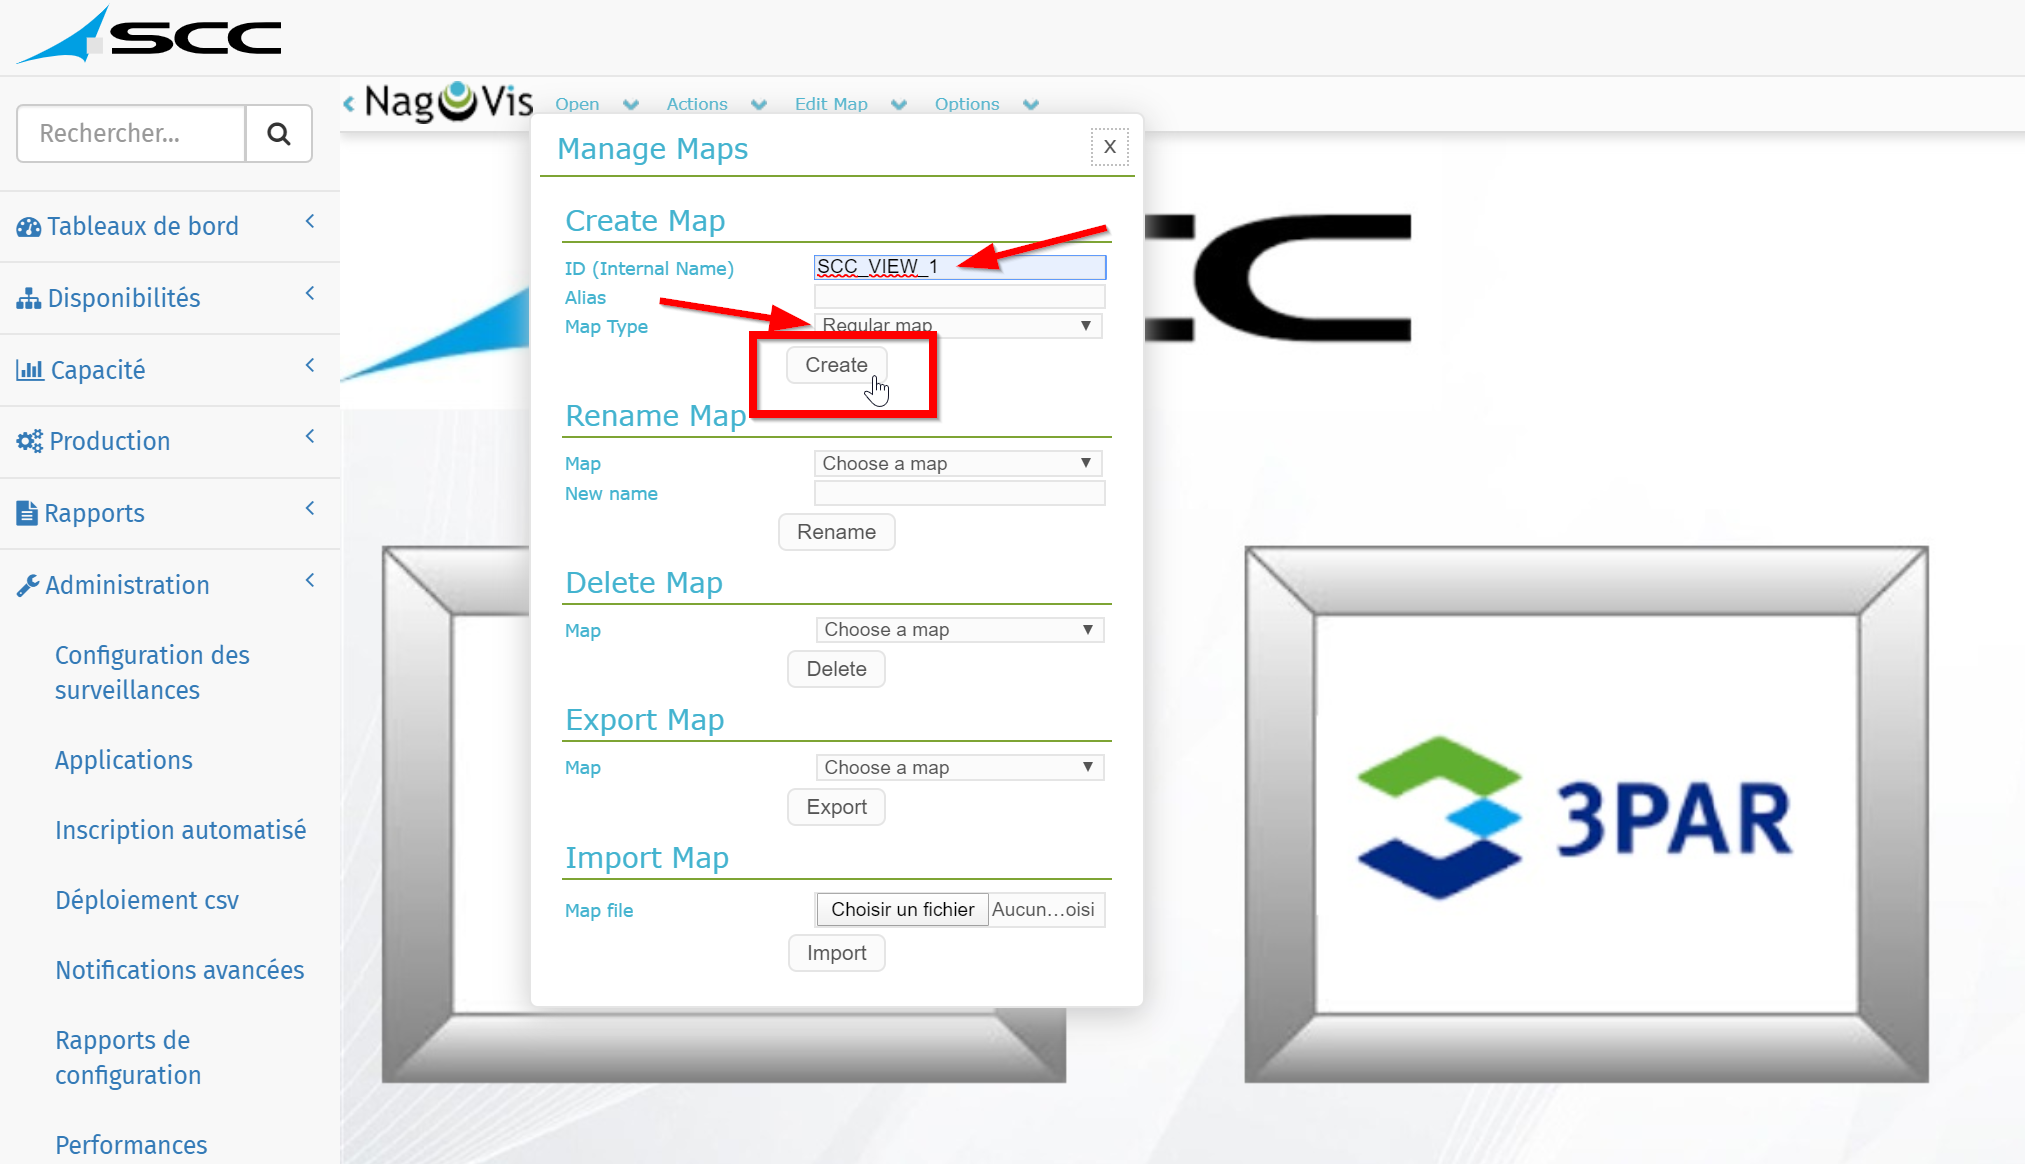 SCC
Rechercher...
NagVis
Open Actions Edit Map Options
Tableaux de bord
Disponibilités
Capacité
Production
Rapports
Administration
Configuration des
surveillances
Applications
Inscription automatisé
Déploiement csv
Notifications avancées
Rapports de
configuration
Performances
Manage Maps
X
Create Map
ID (Internal Name) SCC_VIEW_1
Alias
Map Type Regular map
Create
Rename Map
Map Choose a map
New name
Rename
Delete Map
Map Choose a map
Delete
Export Map
Map Choose a map
Export
Import Map
Map file Choisir un fichier Aucun...oisi
Import
CC
3PAR